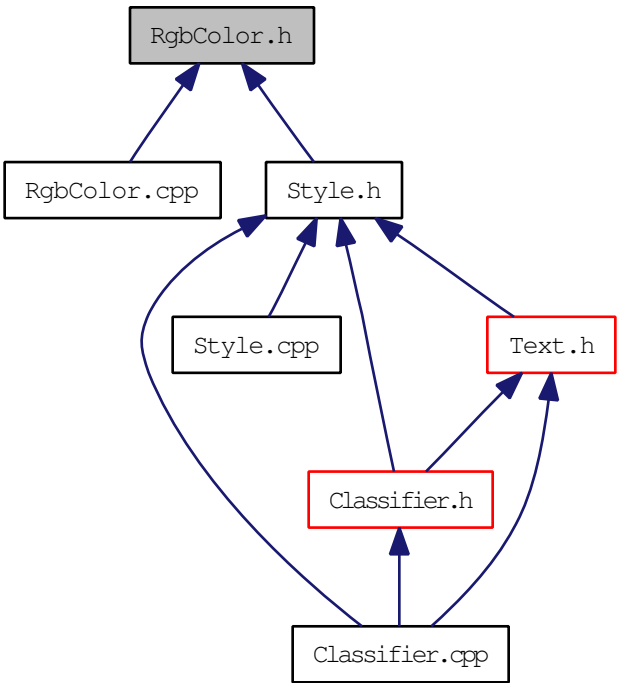 RgbColor.h
RgbColor.cpp
Style.h
Style.cpp
Text.h
Classifier.h
Classifier.cpp